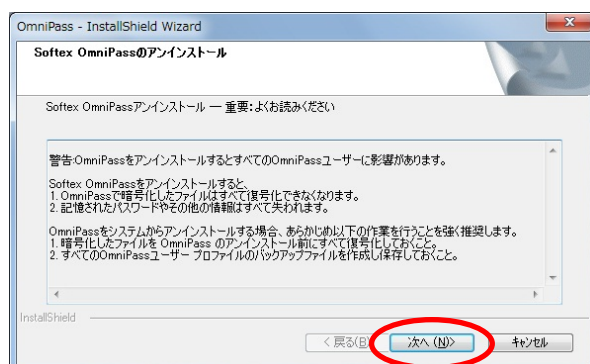 OmniPass - InstallShield Wizard
Softex OmniPassのアンインストール
Softex OmniPassアンインストール — 重要:よくお読みください
警告:OmniPassをアンインストールするとすべてのOmniPassユーザーに影響があります。
Softex OmniPassをアンインストールすると、
1. OmniPassで暗号化したファイルはすべて復号化できなくなります。
2. 記憶されたパスワードやその他の情報はすべて失われます。
OmniPassをシステムからアンインストールする場合、あらかじめ以下の作業を行うことを強く推奨します。
1. 暗号化したファイルを OmniPass のアンインストール前にすべて復号化しておくこと。
2. すべてのOmniPassユーザー プロファイルのバックアップファイルを作成し保存しておくこと。
InstallShield
< 戻る(B) 次へ (N)> キャンセル